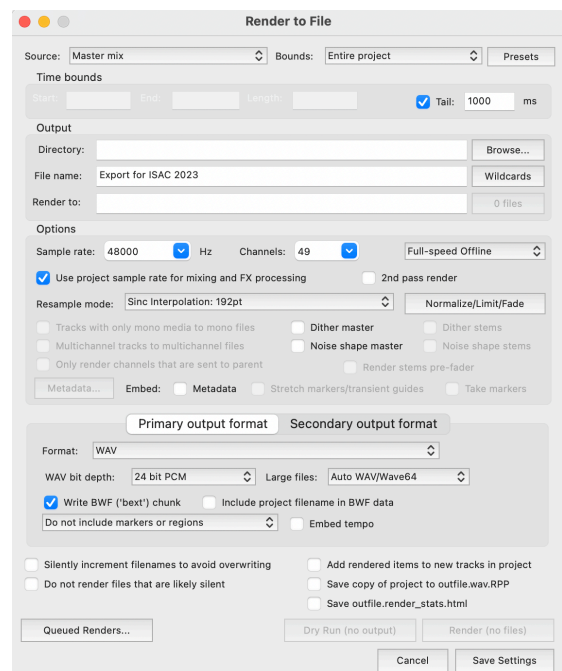 Render to File
Source: Master mix Bounds: Entire project Presets
Time bounds
Start: End: Length: Tail: 1000 ms
Output
Directory: Browse...
File name: Export for ISAC 2023 Wildcards
Render to: 0 files
Options
Sample rate: 48000 Hz Channels: 49 Full-speed Offline
Use project sample rate for mixing and FX processing 2nd pass render
Resample mode: Sinc Interpolation: 192pt Normalize/Limit/Fade
Tracks with only mono media to mono files Dither master Dither stems
Multichannel tracks to multichannel files Noise shape master Noise shape stems
Only render channels that are sent to parent Render stems pre-fader
Metadata... Embed: Metadata Stretch markers/transient guides Take markers
Primary output format Secondary output format
Format: WAV
WAV bit depth: 24 bit PCM Large files: Auto WAV/Wave64
Write BWF ('bext') chunk Include project filename in BWF data
Do not include markers or regions Embed tempo
Silently increment filenames to avoid overwriting Add rendered items to new tracks in project
Do not render files that are likely silent Save copy of project to outfile.wav.RPP
Save outfile.render_stats.html
Queued Renders... Dry Run (no output) Render (no files)
Cancel Save Settings